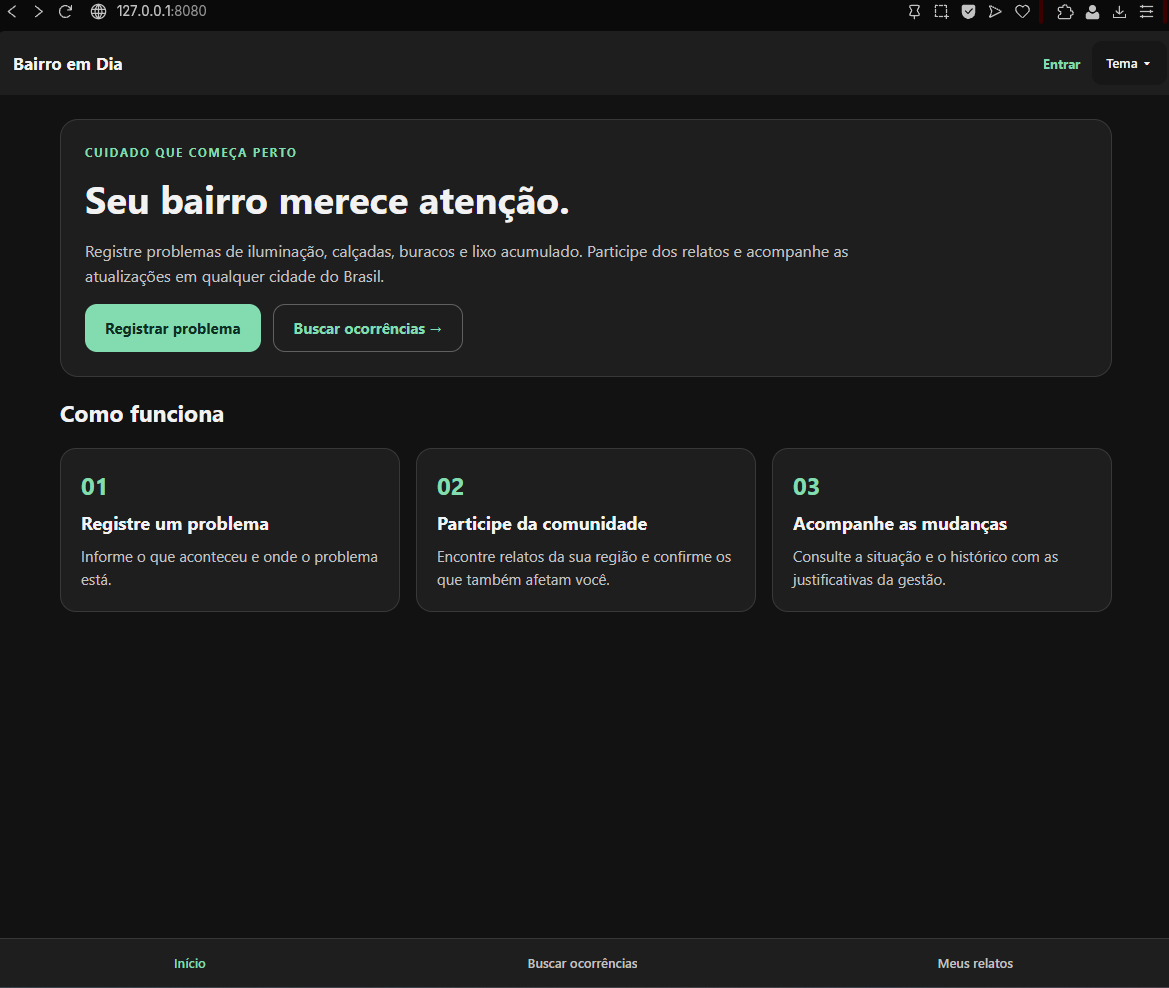 127.0.0.1:8080
Bairro em Dia
Entrar
Tema
CUIDADO QUE COMEÇA PERTO
Seu bairro merece atenção.
Registre problemas de iluminação, calçadas, buracos e lixo acumulado. Participe dos relatos e acompanhe as
atualizações em qualquer cidade do Brasil.
Registrar problema
Buscar ocorrências →
Como funciona
01
Registre um problema
Informe o que aconteceu e onde o problema
está.
02
Participe da comunidade
Encontre relatos da sua região e confirme os
que também afetam você.
03
Acompanhe as mudanças
Consulte a situação e o histórico com as
justificativas da gestão.
Início
Buscar ocorrências
Meus relatos